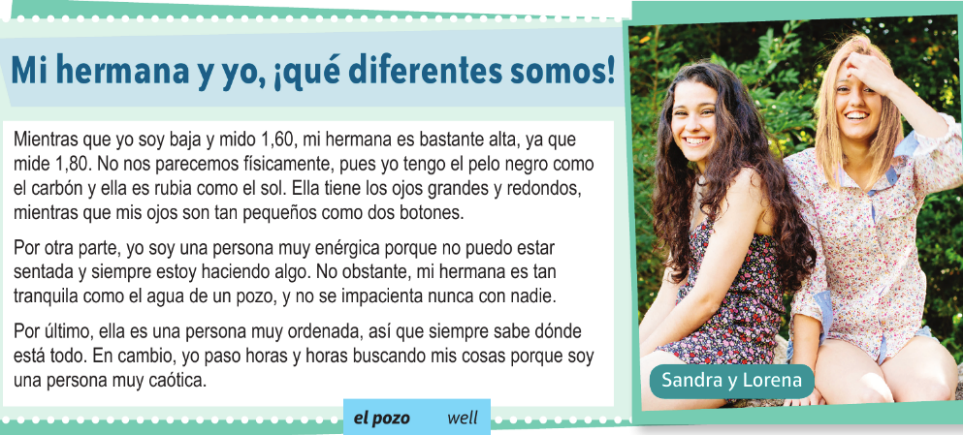 Mi hermana y yo, ¡qué diferentes somos!
Mientras que yo soy baja y mido 1,60, mi hermana es bastante alta, ya que
mide 1,80. No nos parecemos físicamente, pues yo tengo el pelo negro como
el carbón y ella es rubia como el sol. Ella tiene los ojos grandes y redondos,
mientras que mis ojos son tan pequeños como dos botones.
Por otra parte, yo soy una persona muy enérgica porque no puedo estar
sentada y siempre estoy haciendo algo. No obstante, mi hermana es tan
tranquila como el agua de un pozo, y no se impacienta nunca con nadie.
Por último, ella es una persona muy ordenada, así que siempre sabe dónde
está todo. En cambio, yo paso horas y horas buscando mis cosas porque soy
una persona muy caótica.
Sandra y Lorena
el pozo well